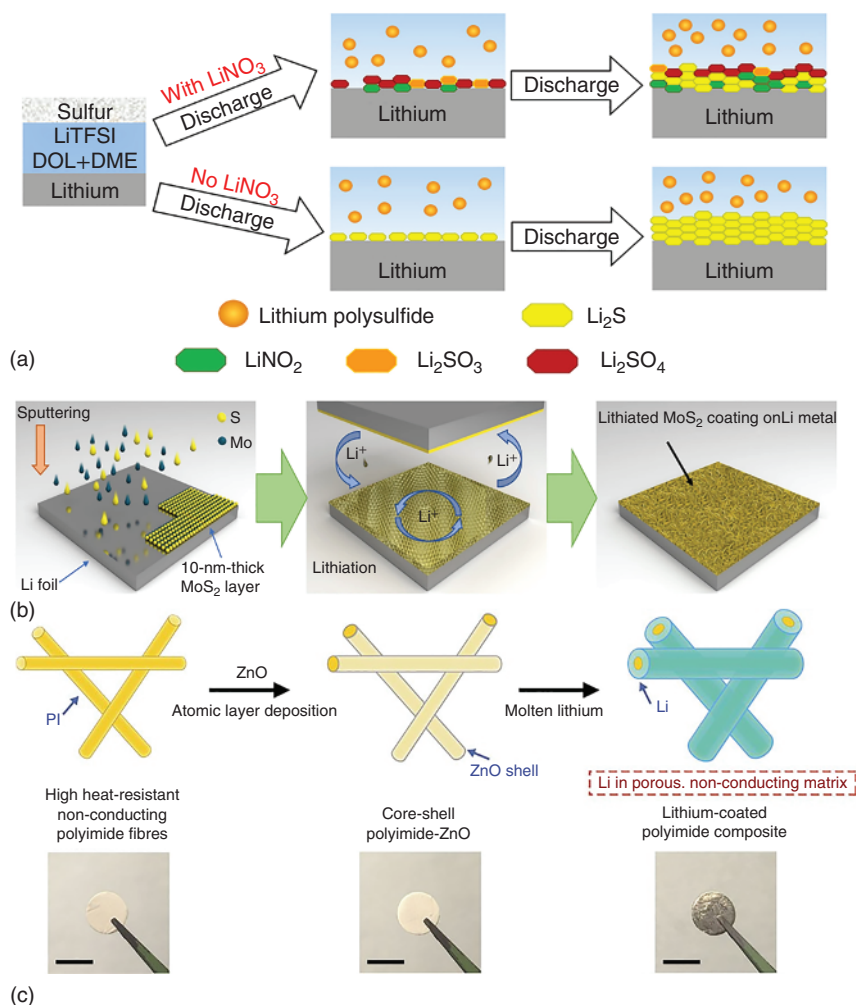 With LiNO3
Discharge
Sulfur
LiTFSI
DOL+DME
Lithium
Lithium
Discharge
Lithium
No LiNO3
Discharge
Lithium
Discharge
Lithium
Lithium polysulfide
Li2S
(a)
LiNO2
Li2SO3
Li2SO4
Sputtering
S
Mo
Li foil
10-nm-thick
MoS2 layer
Li+
Li+
Li+
Lithiation
Lithiated MoS2 coating onLi metal
(b)
PI
ZnO
Atomic layer deposition
ZnO shell
Molten lithium
Li
Li in porous. non-conducting matrix
High heat-resistant
non-conducting
polyimide fibres
Core-shell
polyimide-ZnO
Lithium-coated
polyimide composite
(c)